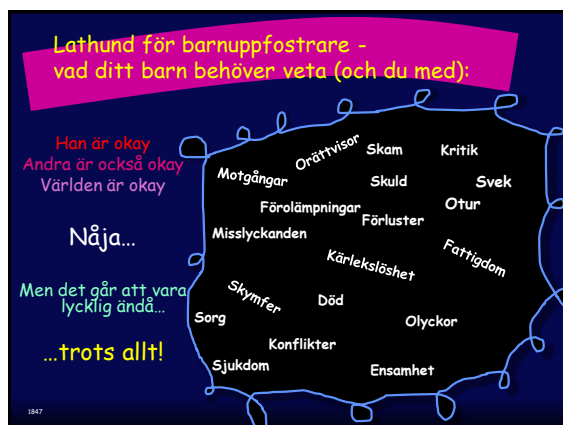 Lathund för barnuppfostrare -
vad ditt barn behöver veta (och du med):
Han är okay
Andra är också okay
Världen är okay
Nåja...
Men det går att vara
lycklig ändå...
...trots allt!
Orättvisor
Skam
Kritik
Motgångar
Skuld
Svek
Förolämpningar
Förluster
Otur
Misslyckanden
Kärlekslöshet
Fattigdom
Skymfer
Död
Sorg
Olyckor
Konflikter
Sjukdom
Ensamhet
1847